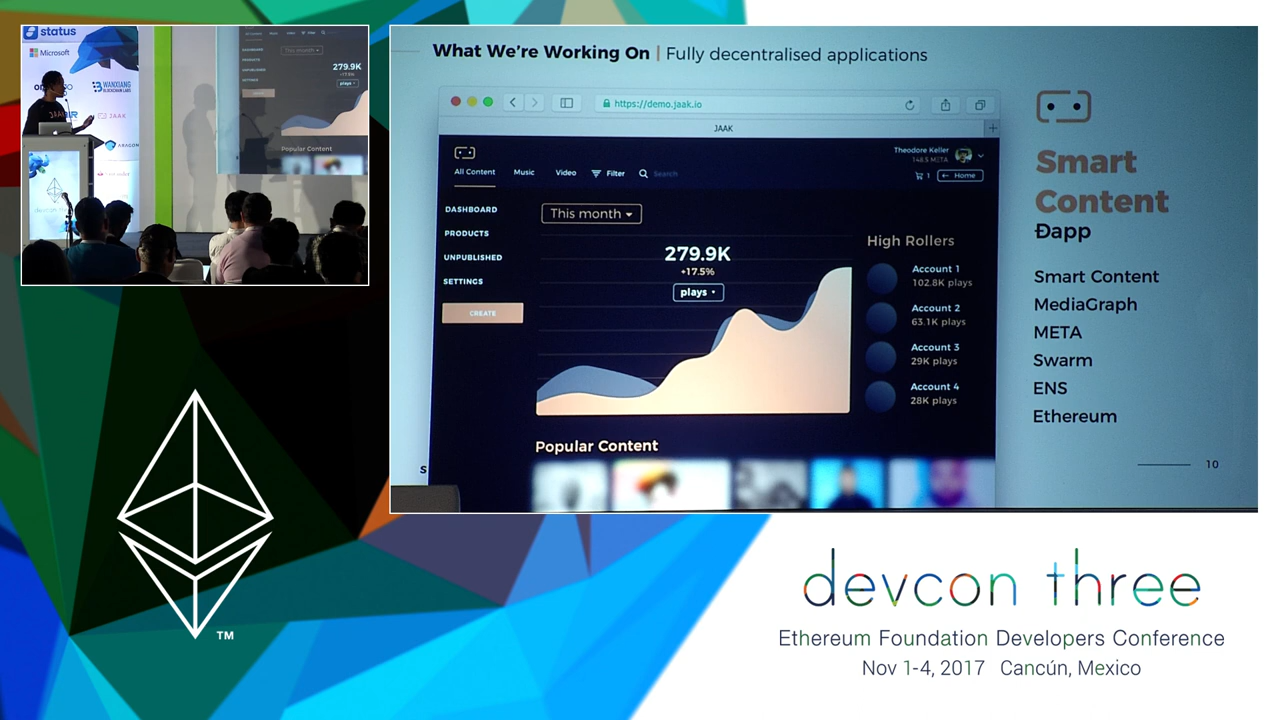 status
Microsoft
WANXIANG
BLOCKCHAIN LABS
JAAK
ARAGON
devcon
This month
279.9K
+17.5%
plays
Popular Content
What We're Working On | Fully decentralised applications
https://demo.jaak.io
JAAK
Theodore Keller
148.5 META
All Content Music Video Filter Search
1 ← Home
DASHBOARD
PRODUCTS
UNPUBLISHED
SETTINGS
CREATE
This month
279.9K
+17.5%
plays
High Rollers
Account 1
102.8K plays
Account 2
63.1K plays
Account 3
29K plays
Account 4
28K plays
Popular Content
Smart
Content
Đapp
Smart Content
MediaGraph
META
Swarm
ENS
Ethereum
S
10
TM
devcon three
Ethereum Foundation Developers Conference
Nov 1-4, 2017 Cancún, Mexico